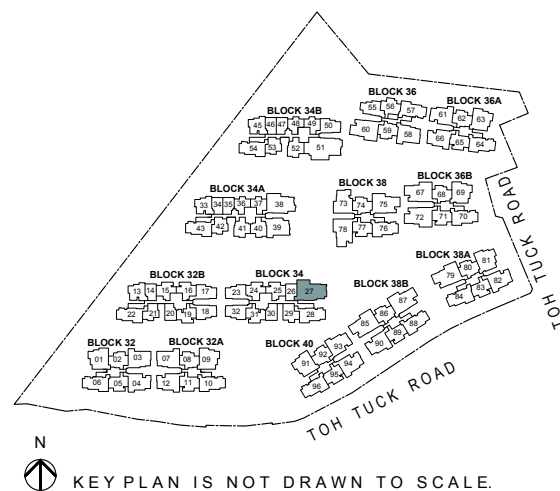 BLOCK 36
55 56 57
60 59 58
BLOCK 36A
61 62 63
66 65 64
BLOCK 34B
45 46 47 48 49 50
54 53 52 51
BLOCK 34A
33 34 35 36 37 38
43 42 41 40 39
BLOCK 38
73 74 75
78 77 76
BLOCK 36B
67 68 69
72 71 70
BLOCK 32B
13 14 15 16 17
22 21 20 19 18
BLOCK 34
23 24 25 26 27
32 31 30 29 28
BLOCK 38A
79 80 81
84 83 82
BLOCK 38B
85 86 87
90 89 88
BLOCK 32
01 02 03
06 05 04
BLOCK 32A
07 08 09
12 11 10
BLOCK 40
91 92 93
96 95 94
TOH TUCK ROAD
TOH TUCK ROAD
N
KEY PLAN IS NOT DRAWN TO SCALE.